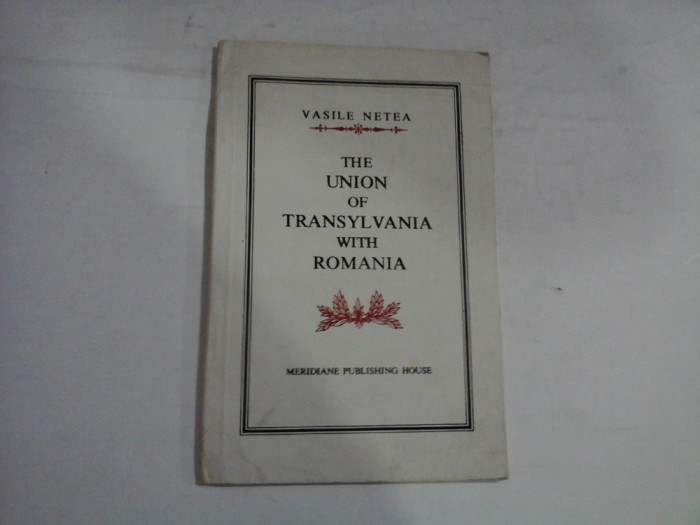 VASILE NETEA
THE
UNION
OF
TRANSYLVANIA
WITH
ROMANIA
MERIDIANE PUBLISHING HOUSE